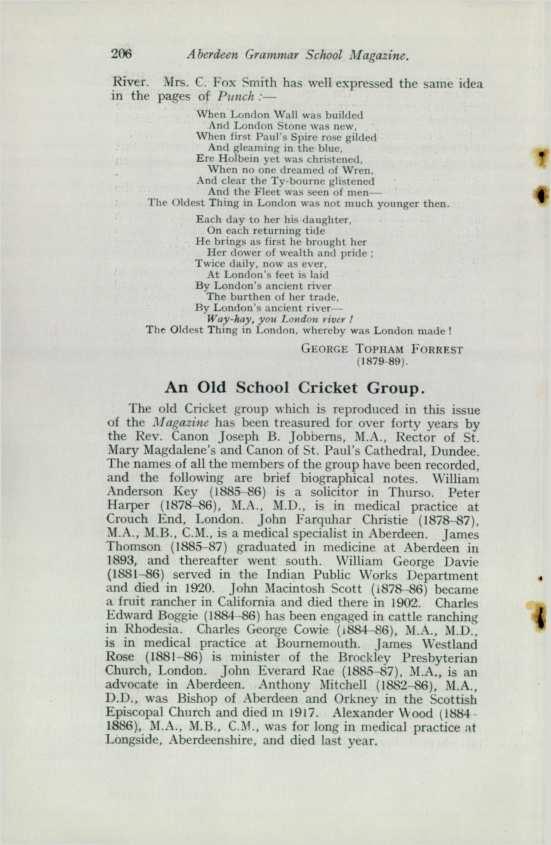 206 Aberdeen Grammar School Magazine.
River. Mrs. C. Fox Smith has well expressed the same idea
in the pages of Punch :—
When London Wall was builded
And London Stone was new,
When first Paul's Spire rose gilded
And gleaming in the blue,
Ere Holbein yet was christened,
When no one dreamed of Wren,
And clear the Ty-bourne glistened
And the Fleet was seen of men—
The Oldest Thing in London was not much younger then.
Each day to her his daughter,
On each returning tide
He brings as first he brought her
Her dower of wealth and pride ;
Twice daily, now as ever,
At London's feet is laid
By London's ancient river
The burthen of her trade,
By London's ancient river—
Way-hay, you London river !
The Oldest Thing in London, whereby was London made !
GEORGE TOPHAM FORREST
(1879-89).
An Old School Cricket Group.
The old Cricket group which is reproduced in this issue
of the Magazine has been treasured for over forty years by
the Rev. Canon Joseph B. Jobberns, M.A., Rector of St.
Mary Magdalene's and Canon of St. Paul's Cathedral, Dundee.
The names of all the members of the group have been recorded,
and the following are brief biographical notes. William
Anderson Key (1885–86) is a solicitor in Thurso. Peter
Harper (1878–86), M.A., M.D., is in medical practice at
Crouch End, London. John Farquhar Christie (1878–87),
M.A., M.B., C.M., is a medical specialist in Aberdeen. James
Thomson (1885–87) graduated in medicine at Aberdeen in
1893, and thereafter went south. William George Davie
(1881–86) served in the Indian Public Works Department
and died in 1920. John Macintosh Scott (1878–86) became
a fruit rancher in California and died there in 1902. Charles
Edward Boggie (1884–86) has been engaged in cattle ranching
in Rhodesia. Charles George Cowie (1884–86), M.A., M.D.,
is in medical practice at Bournemouth. James Westland
Rose (1881–86) is minister of the Brockley Presbyterian
Church, London. John Everard Rae (1885–87), M.A., is an
advocate in Aberdeen. Anthony Mitchell (1882–86), M.A.,
D.D., was Bishop of Aberdeen and Orkney in the Scottish
Episcopal Church and died in 1917. Alexander Wood (1884-
1886), M.A., M.B., C.M., was for long in medical practice at
Longside, Aberdeenshire, and died last year.